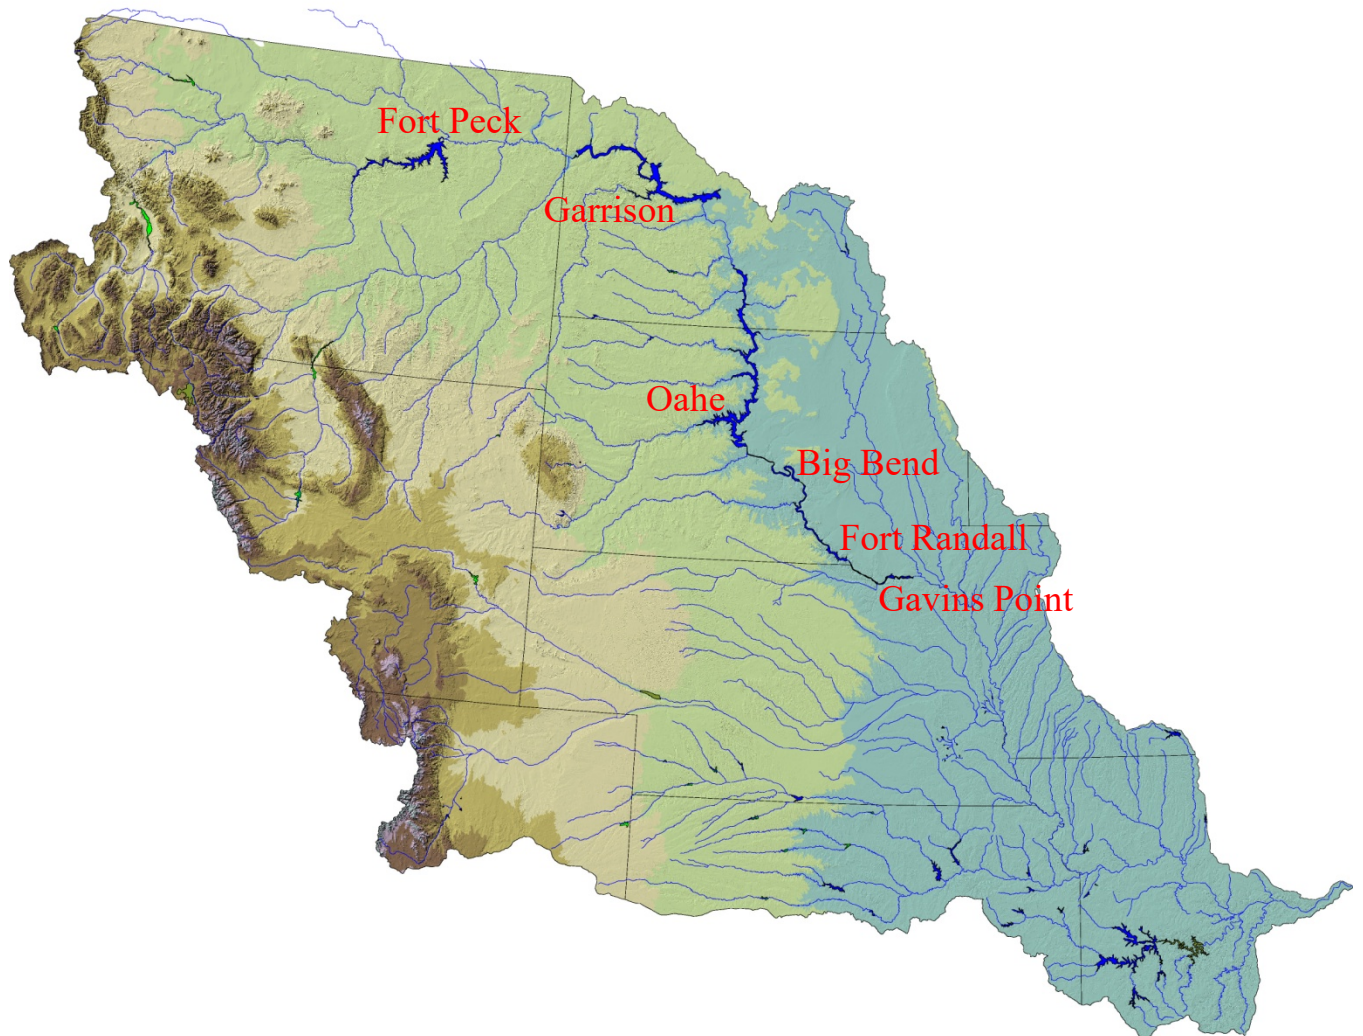 Fort Peck
Garrison
Oahe
Big Bend
Fort Randall
Gavins Point